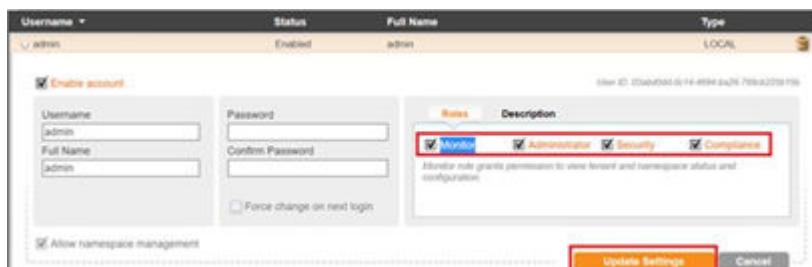 Username Status Full Name Type
admin Enabled admin LOCAL
Enable account User ID:
Username Password Roles Description
admin
Monitor Administrator Security Compliance
Full Name Confirm Password
admin
Monitor role grants permission to view tenant and namespace status and
configuration.
Force change on next login
Allow namespace management
Update Settings Cancel